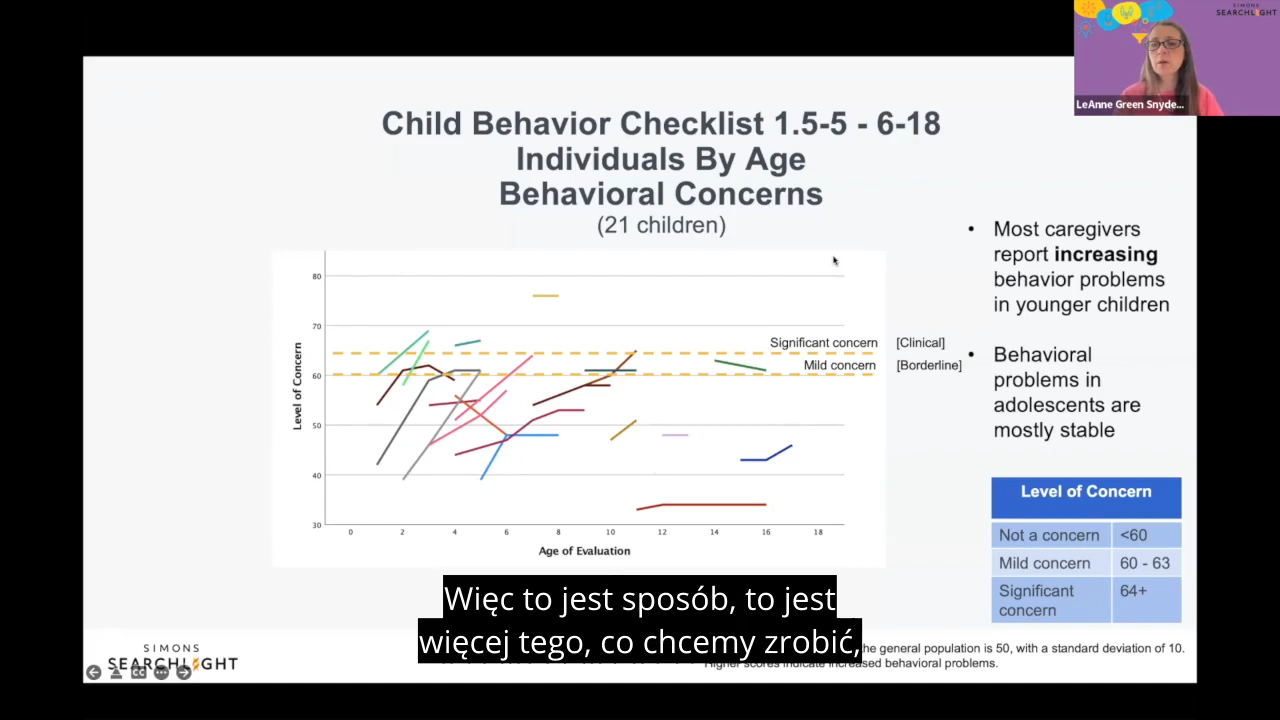 SIMONS
SEARCHLIGHT
LeAnne Green Snyde...
Child Behavior Checklist 1.5-5 - 6-18
Individuals By Age
Behavioral Concerns
(21 children)
Level of Concern
80
70
60
50
40
30
0
2
4
6
8
10
12
14
16
18
Age of Evaluation
Significant concern [Clinical]
Mild concern [Borderline]
• Most caregivers
report increasing
behavior problems
in younger children
• Behavioral
problems in
adolescents are
mostly stable
Level of Concern
Not a concern <60
Mild concern 60 - 63
Significant
concern 64+
Więc to jest sposób, to jest
więcej tego, co chcemy zrobić,
the general population is 50, with a standard deviation of 10.
Higher scores indicate increased behavioral problems.
SIMONS
SEARCHLIGHT
CC